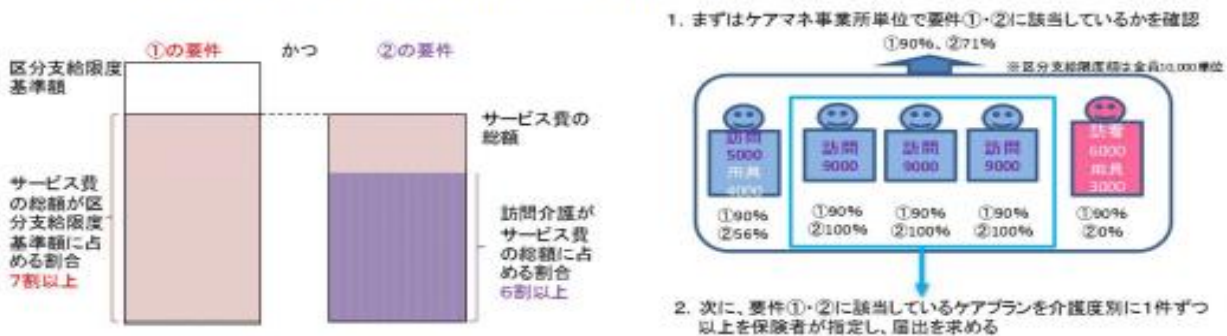 ①の要件
かつ
②の要件
区分支給限度
基準額
サービス費の
総額
サービス費
の総額が区
分支給限度
基準額に占
める割合
7割以上
訪問介護が
サービス費
の総額に占
める割合
6割以上
1. まずはケアマネ事業所単位で要件①・②に該当しているかを確認
①90%、②71%
※区分支給限度額は全員10,000単位
訪問
5000
用具
4000
訪問
9000
訪問
9000
訪問
9000
訪看
6000
用具
3000
①90%
②56%
①90%
②100%
①90%
②100%
①90%
②100%
①90%
②0%
2. 次に、要件①・②に該当しているケアプランを介護度別に1件ずつ
以上を保険者が指定し、届出を求める